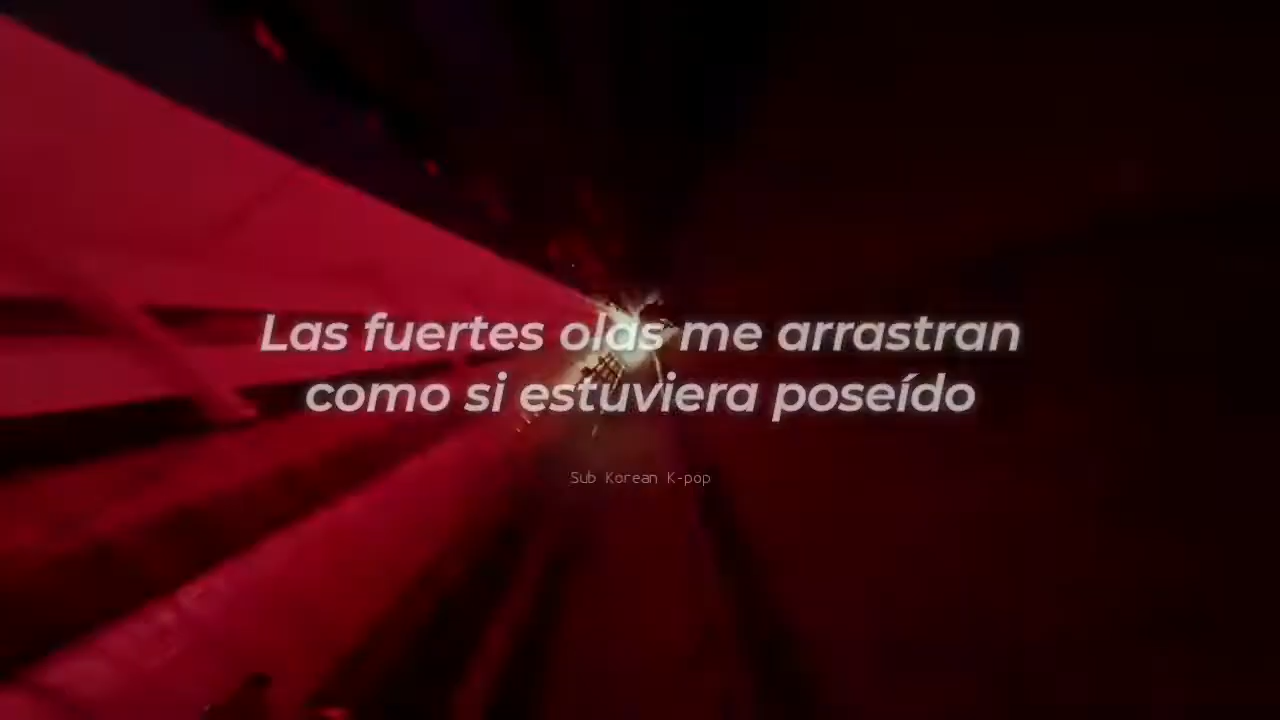 Las fuertes olas me arrastran
como si estuviera poseído
Sub Korean K-pop